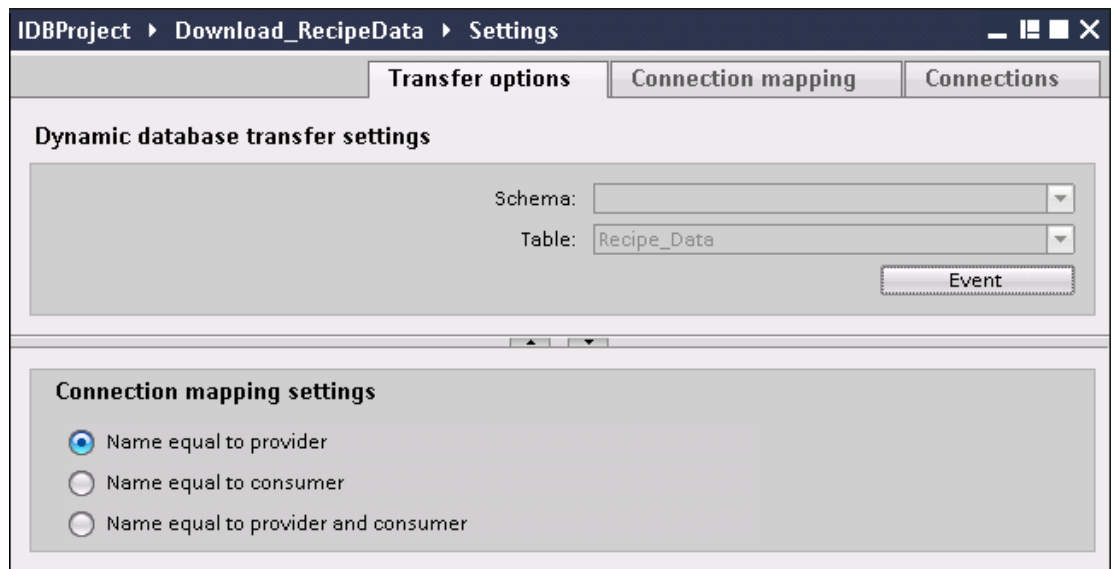 IDBProject ▸ Download_RecipeData ▸ Settings
Transfer options
Connection mapping
Connections
Dynamic database transfer settings
Schema:
Table: Recipe_Data
Event
Connection mapping settings
Name equal to provider
Name equal to consumer
Name equal to provider and consumer